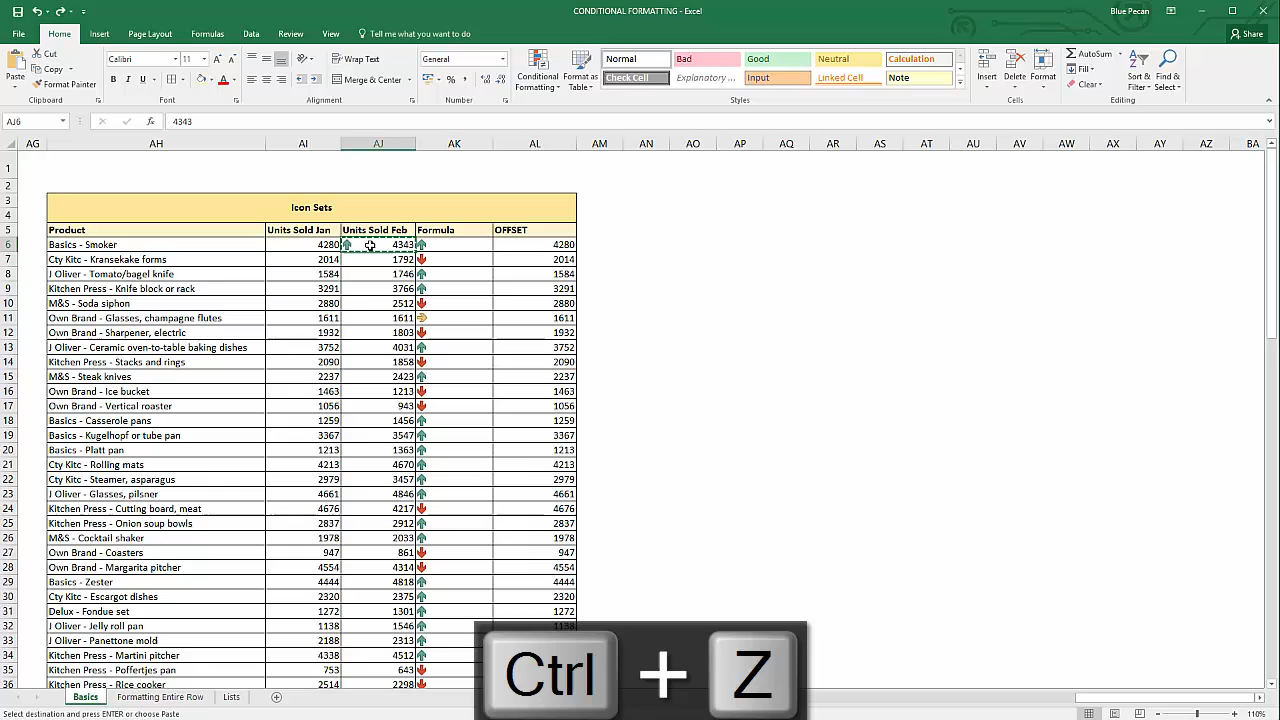 CONDITIONAL FORMATTING - Excel
Blue Pecan
File Home Insert Page Layout Formulas Data Review View Tell me what you want to do Share
Paste Cut Copy Format Painter Clipboard
Calibri 11 B I U A Font
Wrap Text Merge & Center Alignment
General % Number
Conditional Formatting Format as Table
Normal Bad Good Neutral Calculation
Check Cell Explanatory ... Input Linked Cell Note
Styles
Insert Delete Format Cells
AutoSum Fill Clear Sort & Filter Find & Select Editing
AJ6 fx 4343
AG AH AI AJ AK AL AM AN AO AP AQ AR AS AT AU AV AW AX AY AZ BA
1
2
3 Icon Sets
4
5 Product Units Sold Jan Units Sold Feb Formula OFFSET
6 Basics - Smoker 4280 4343 4280
7 Cty Kitc - Kransekake forms 2014 1792 2014
8 J Oliver - Tomato/bagel knife 1584 1746 1584
9 Kitchen Press - Knife block or rack 3291 3766 3291
10 M&S - Soda siphon 2880 2512 2880
11 Own Brand - Glasses, champagne flutes 1611 1611 1611
12 Own Brand - Sharpener, electric 1932 1803 1932
13 J Oliver - Ceramic oven-to-table baking dishes 3752 4031 3752
14 Kitchen Press - Stacks and rings 2090 1858 2090
15 M&S - Steak knives 2237 2423 2237
16 Own Brand - Ice bucket 1463 1213 1463
17 Own Brand - Vertical roaster 1056 943 1056
18 Basics - Casserole pans 1259 1456 1259
19 Basics - Kugelhopf or tube pan 3367 3547 3367
20 Basics - Platt pan 1213 1363 1213
21 Cty Kitc - Rolling mats 4213 4670 4213
22 Cty Kitc - Steamer, asparagus 2979 3457 2979
23 J Oliver - Glasses, pilsner 4661 4846 4661
24 Kitchen Press - Cutting board, meat 4676 4217 4676
25 Kitchen Press - Onion soup bowls 2837 2912 2837
26 M&S - Cocktail shaker 1978 2033 1978
27 Own Brand - Coasters 947 861 947
28 Own Brand - Margarita pitcher 4554 4314 4554
29 Basics - Zester 4444 4818 4444
30 Cty Kitc - Escargot dishes 2320 2375 2320
31 Delux - Fondue set 1272 1301 1272
32 J Oliver - Jelly roll pan 1138 1546
33 J Oliver - Panettone mold 2188 2313
34 Kitchen Press - Martini pitcher 4338 4512
35 Kitchen Press - Poffertjes pan 753 643
36 Kitchen Press - Rice cooker 2514 2298
Ctrl + Z
Basics Formatting Entire Row Lists
Select destination and press ENTER or choose Paste
110%